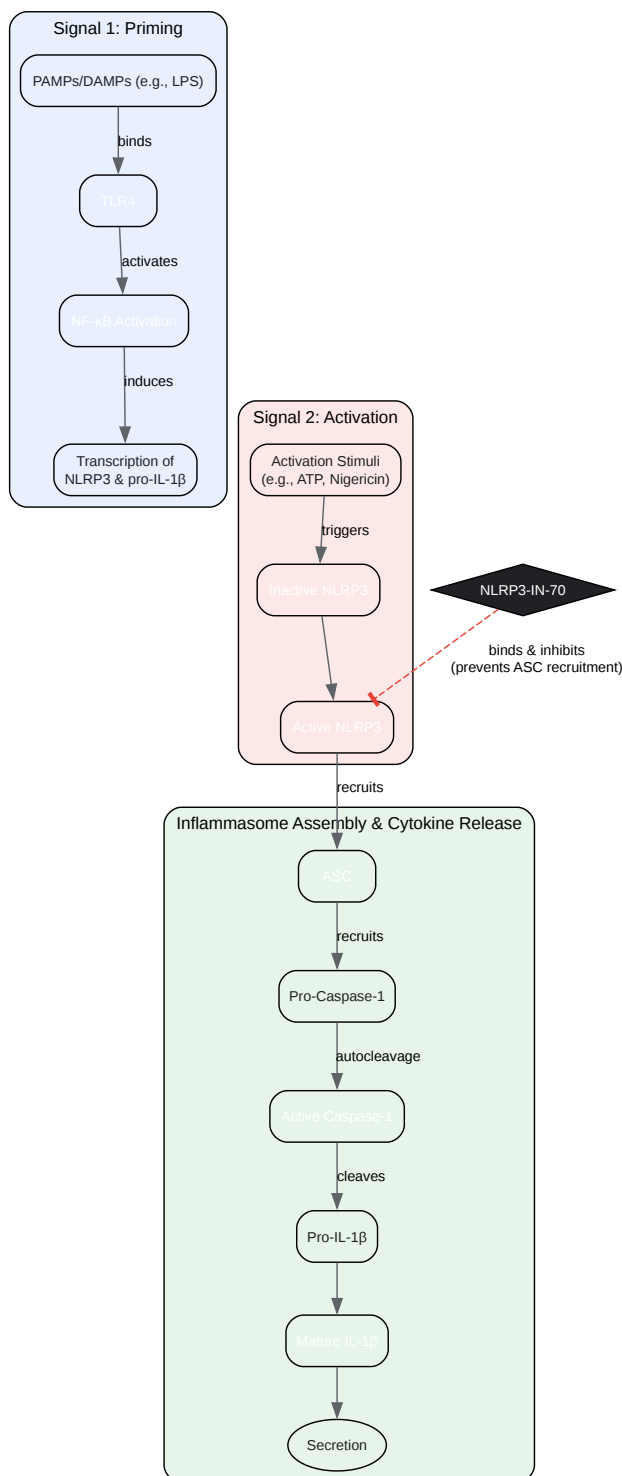 Signal 1: Priming
PAMPs/DAMPs (e.g., LPS)
binds
TLR4
activates
NF-κB Activation
induces
Transcription of
NLRP3 & pro-IL-1β
Signal 2: Activation
Activation Stimuli
(e.g., ATP, Nigericin)
triggers
Inactive NLRP3
NLRP3-IN-70
binds & inhibits
(prevents ASC recruitment)
Active NLRP3
recruits
Inflammasome Assembly & Cytokine Release
ASC
recruits
Pro-Caspase-1
autocleavage
Active Caspase-1
cleaves
Pro-IL-1β
Mature IL-1β
Secretion